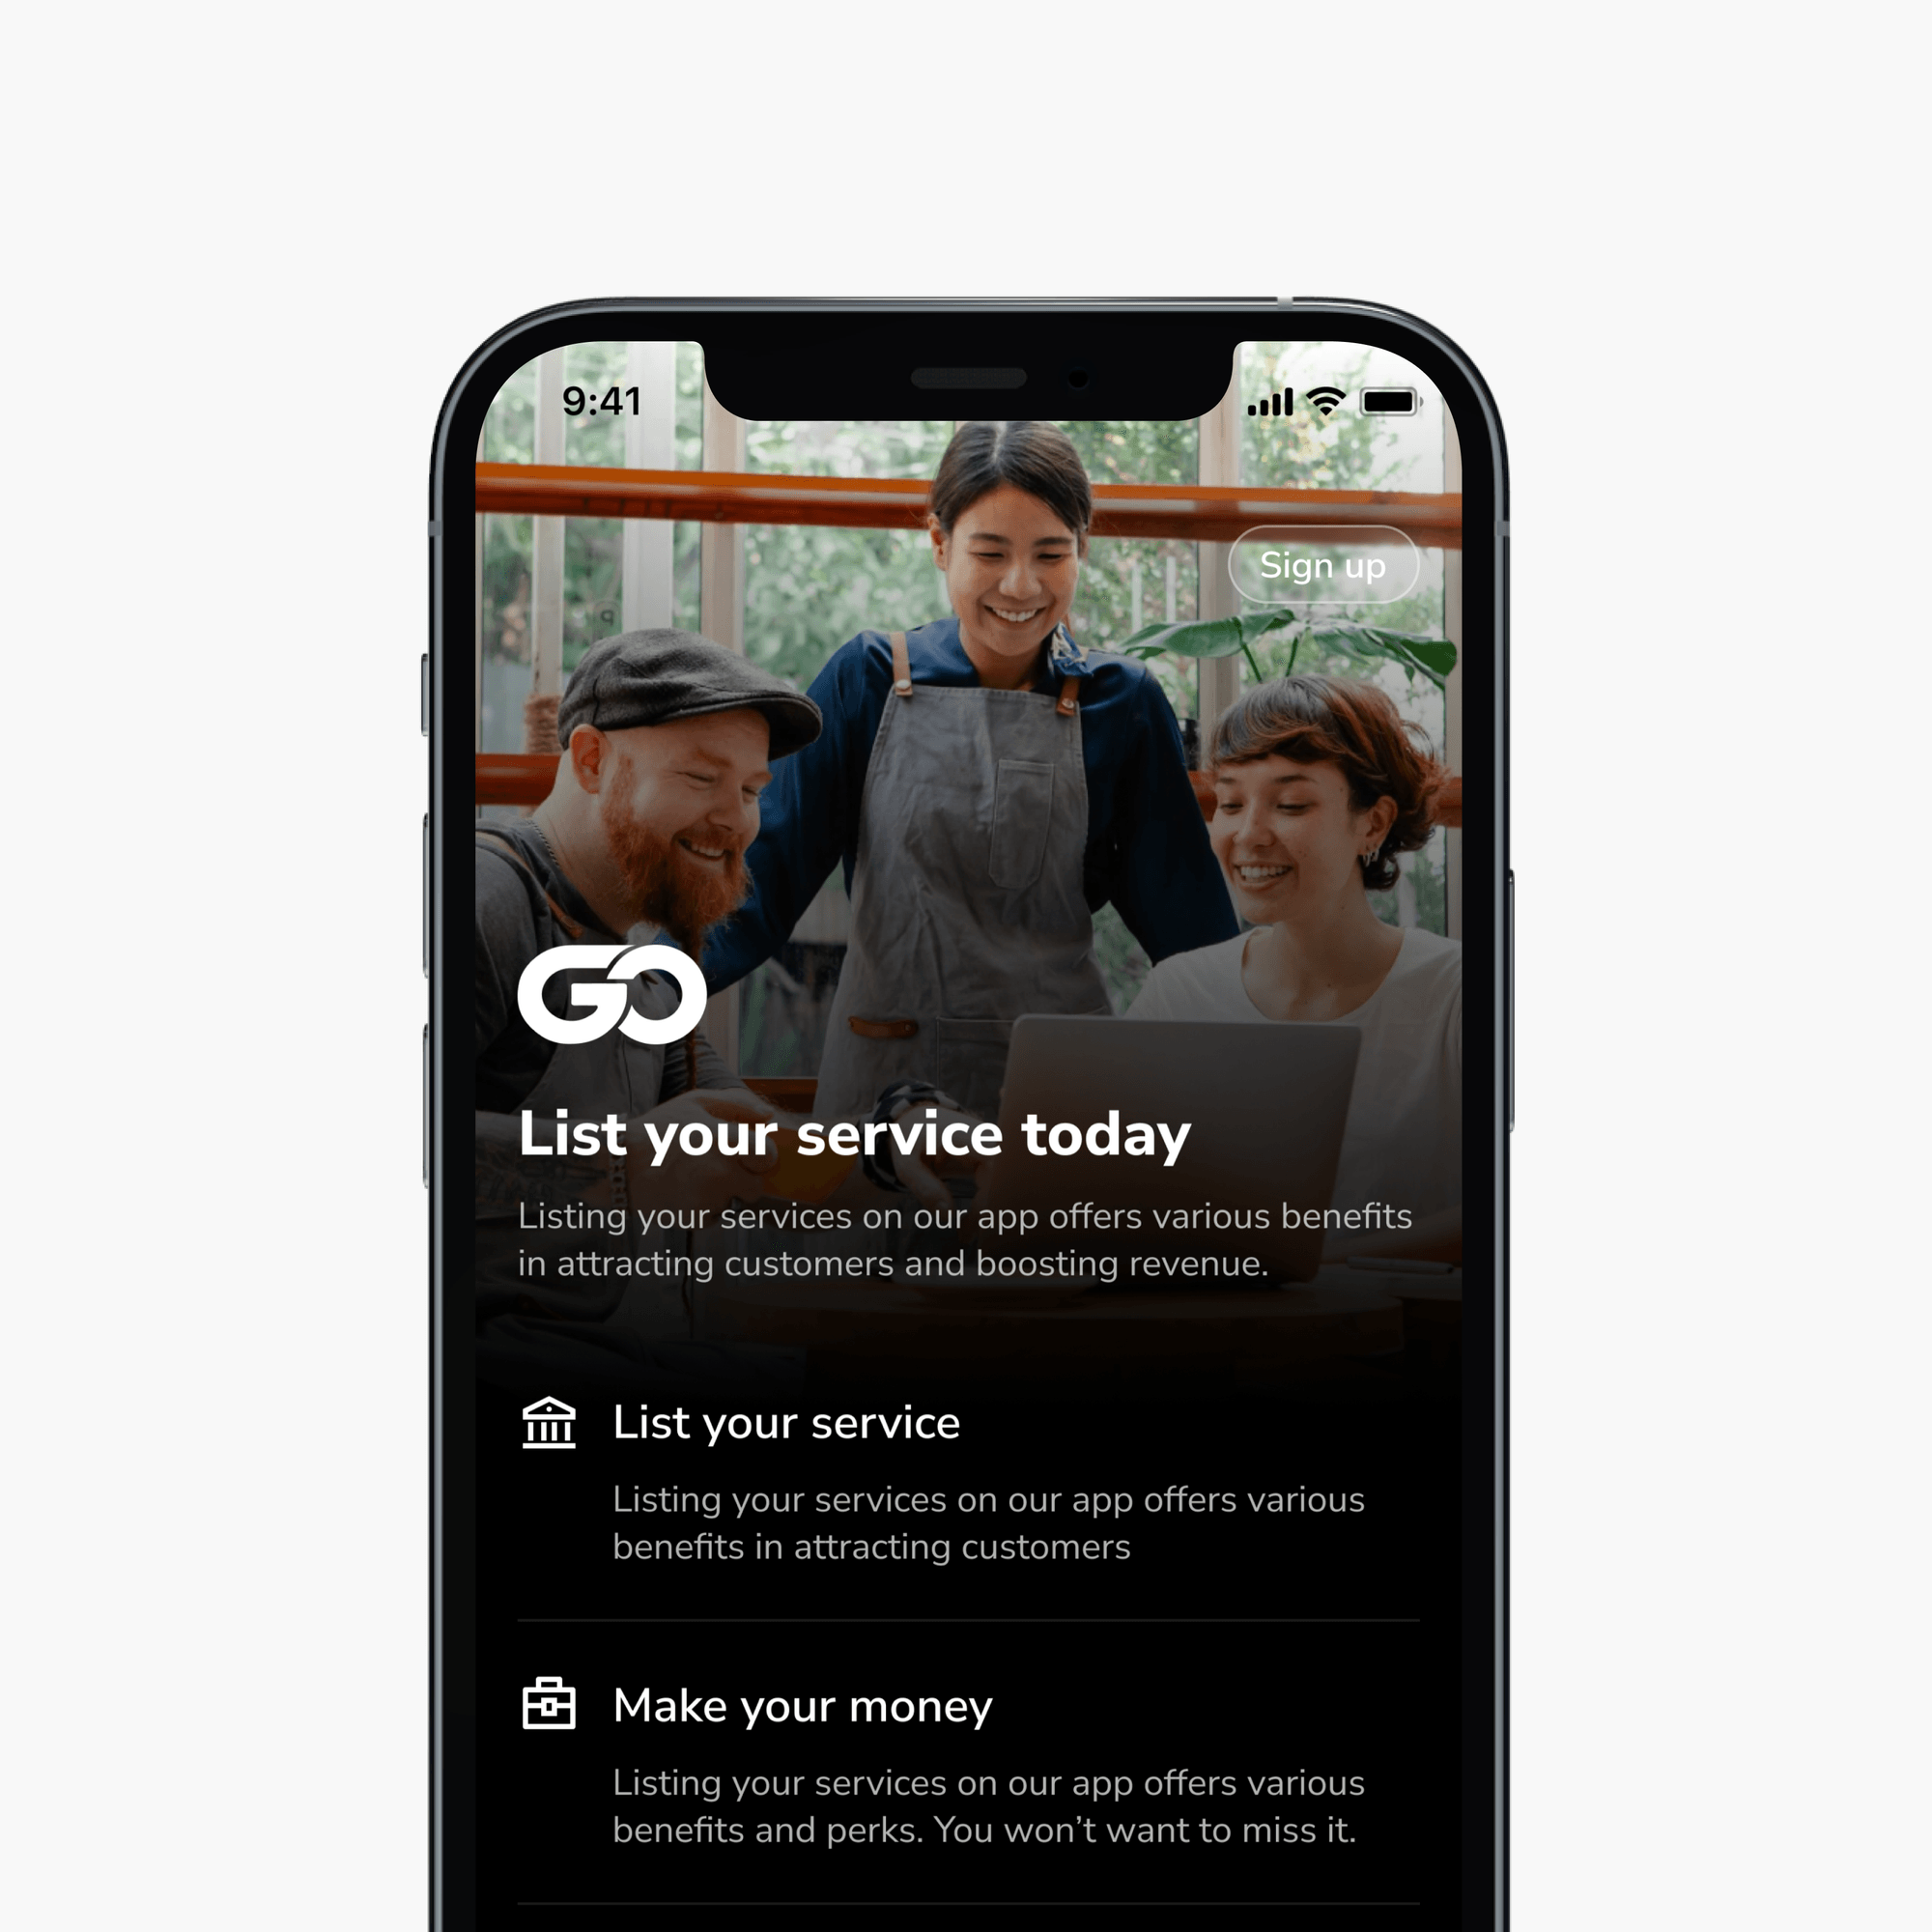 9:41
Sign up
GO
List your service today
Listing your services on our app offers various benefits
in attracting customers and boosting revenue.
List your service
Listing your services on our app offers various
benefits in attracting customers
Make your money
Listing your services on our app offers various
benefits and perks. You won’t want to miss it.